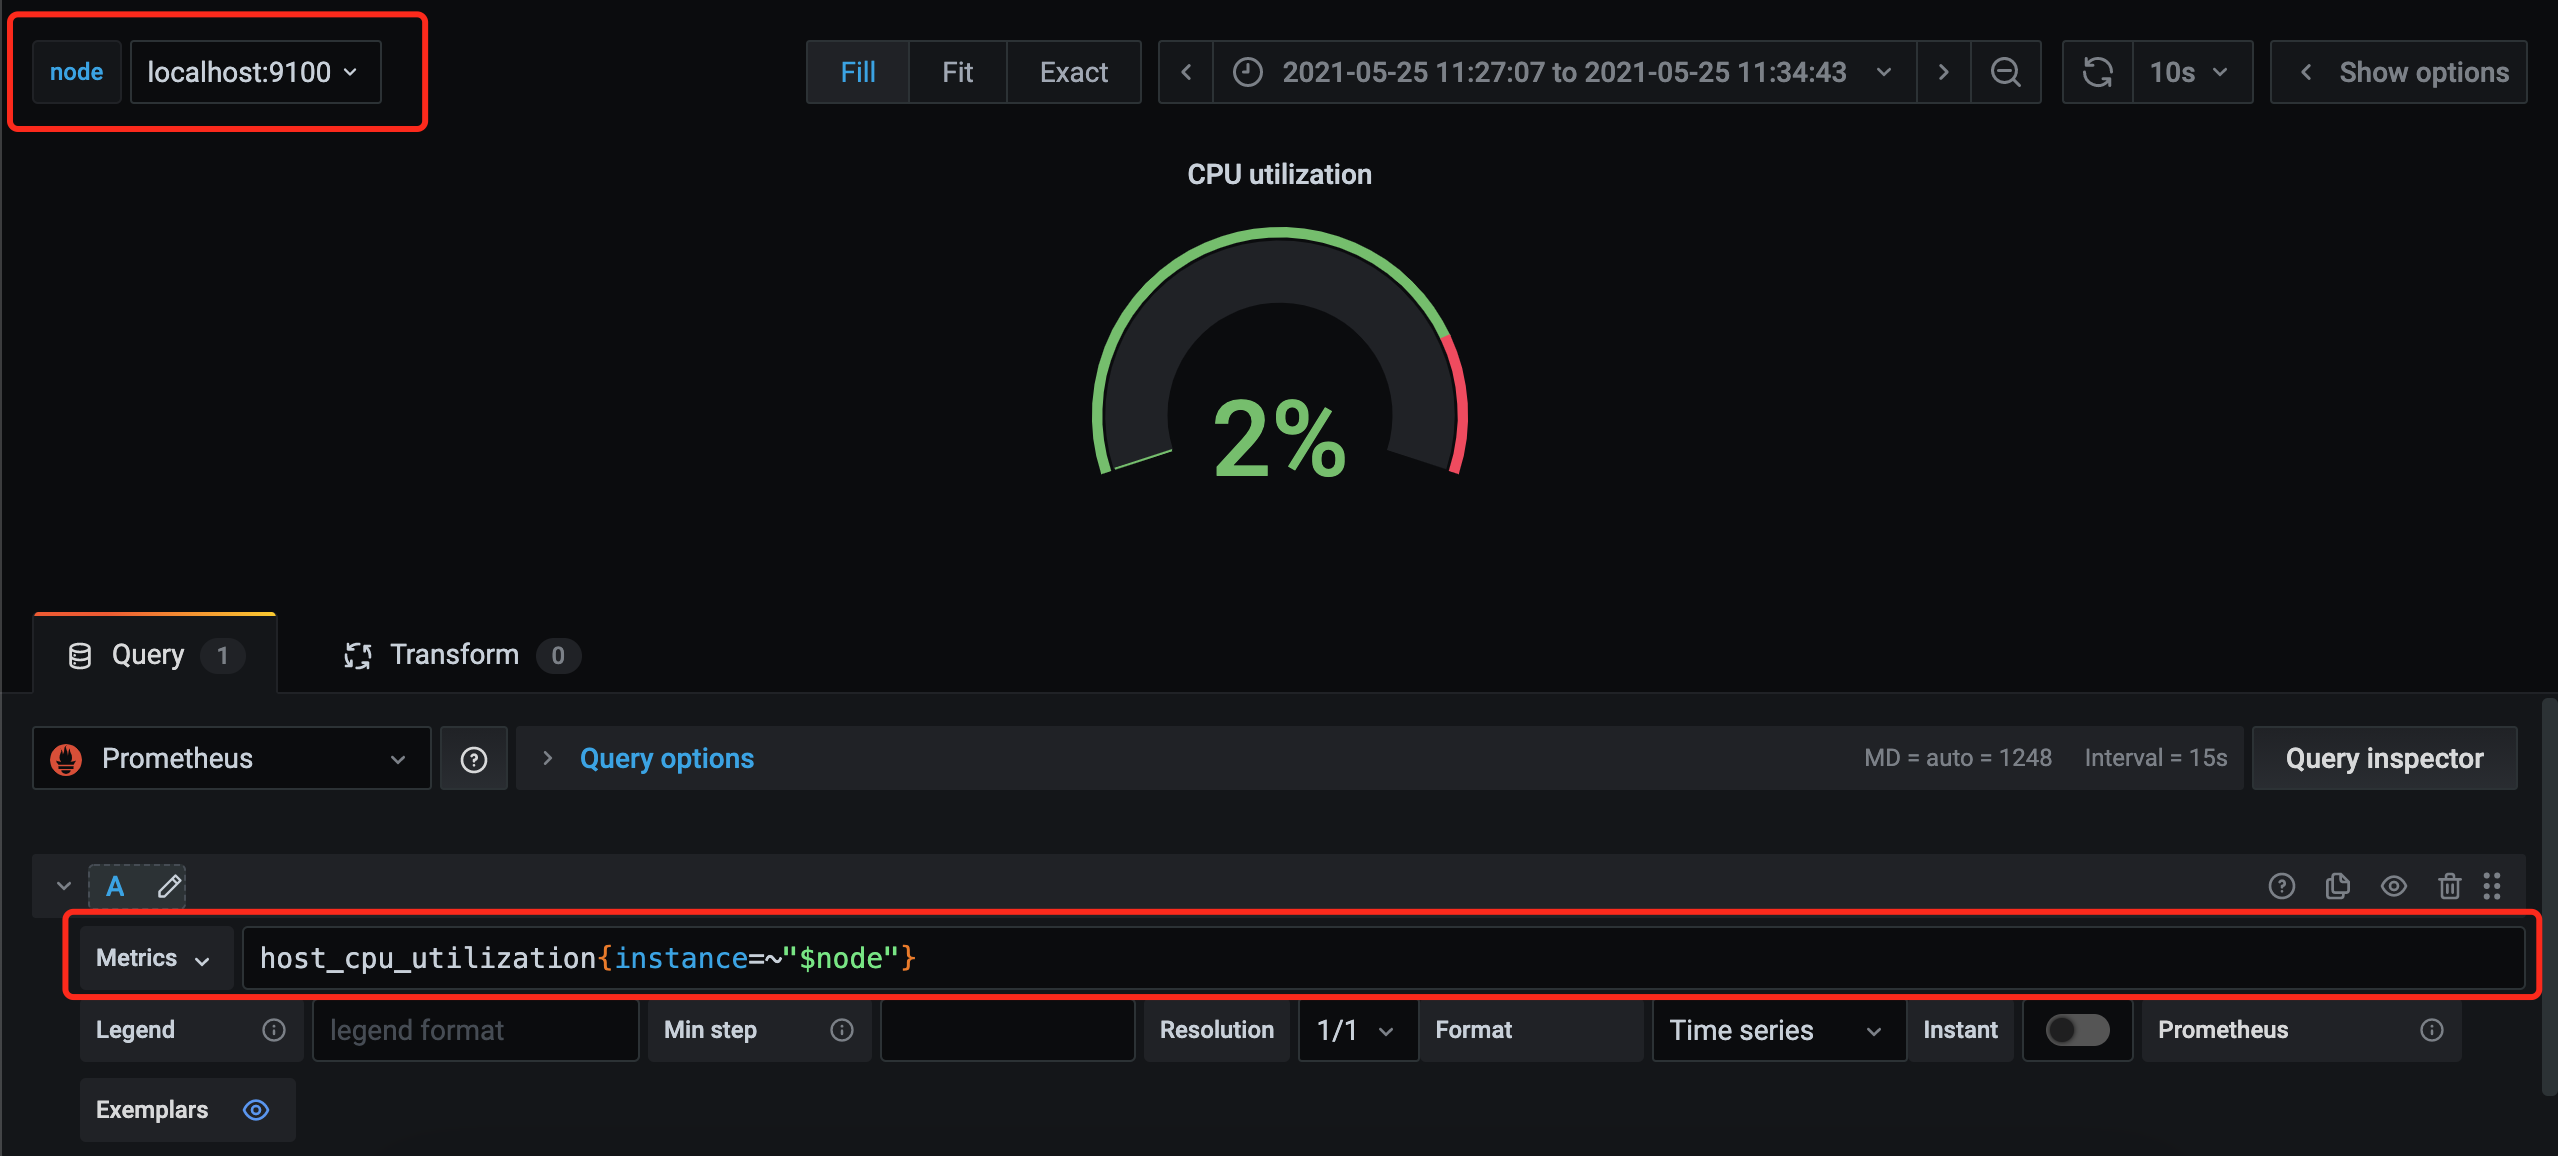 node localhost:9100 Fill Fit Exact 2021-05-25 11:27:07 to 2021-05-25 11:34:43 10s Show options
CPU utilization
2%
Query 1 Transform 0
Prometheus Query options MD = auto = 1248 Interval = 15s Query inspector
A
Metrics host_cpu_utilization{instance=~"$node"}
Legend legend format Min step Resolution 1/1 Format Time series Instant Prometheus
Exemplars